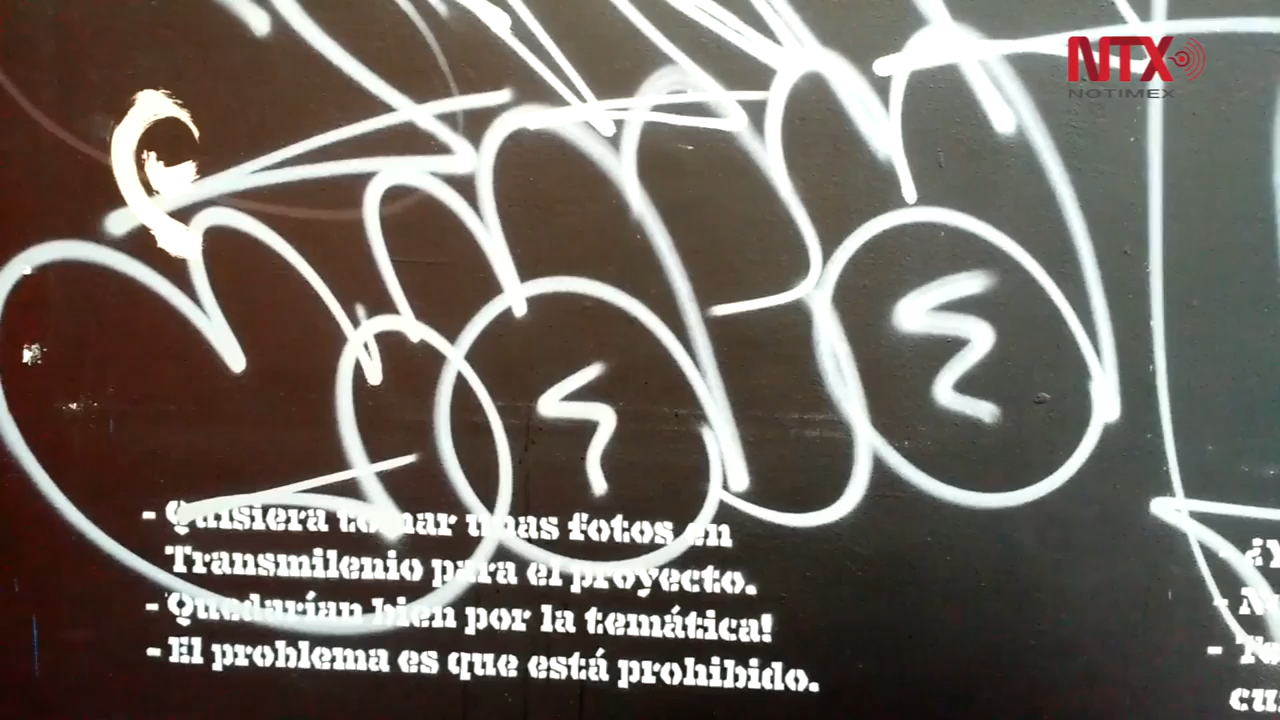 NTX
NOTIMEX
- Quisiera tomar unas fotos en
Transmilenio para el proyecto.
- Quedarían bien por la temática!
- El problema es que está prohibido.